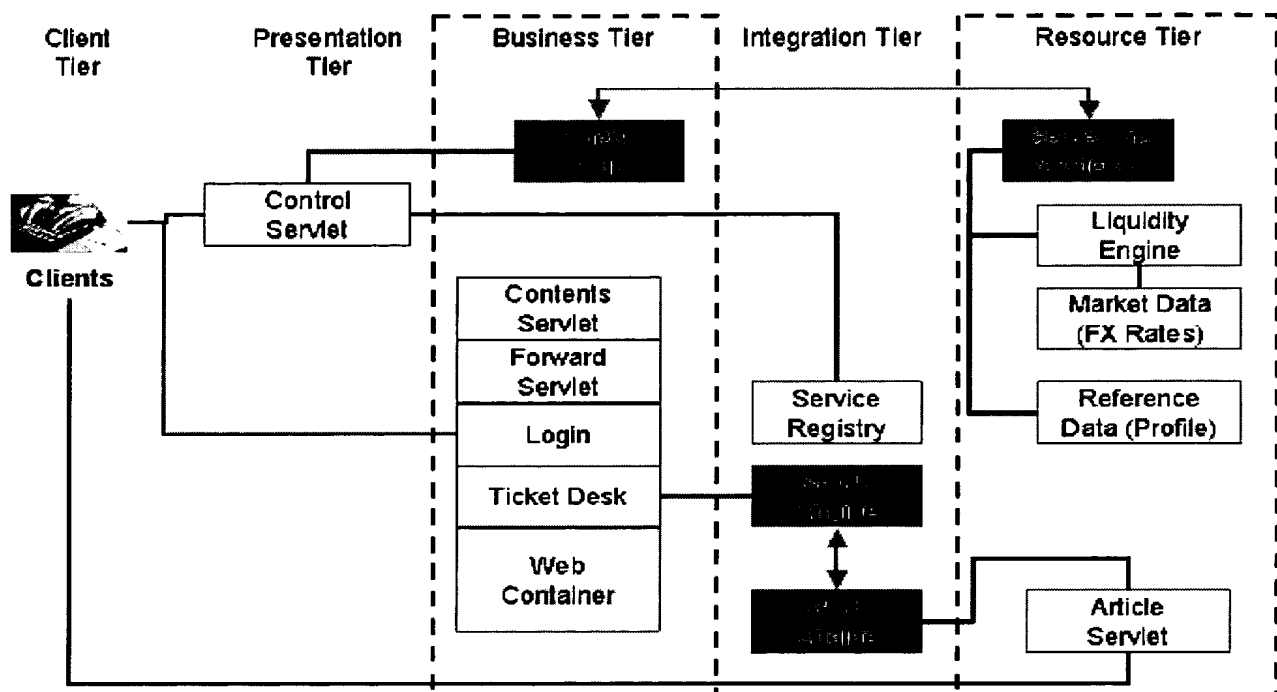 Client
Tier
Presentation
Tier
Business Tier
Integration Tier
Resource Tier
Control
Servlet
Clients
Contents
Servlet
Forward
Servlet
Login
Ticket Desk
Web
Container
Service
Registry
Liquidity
Engine
Market Data
(FX Rates)
Reference
Data (Profile)
Article
Servlet